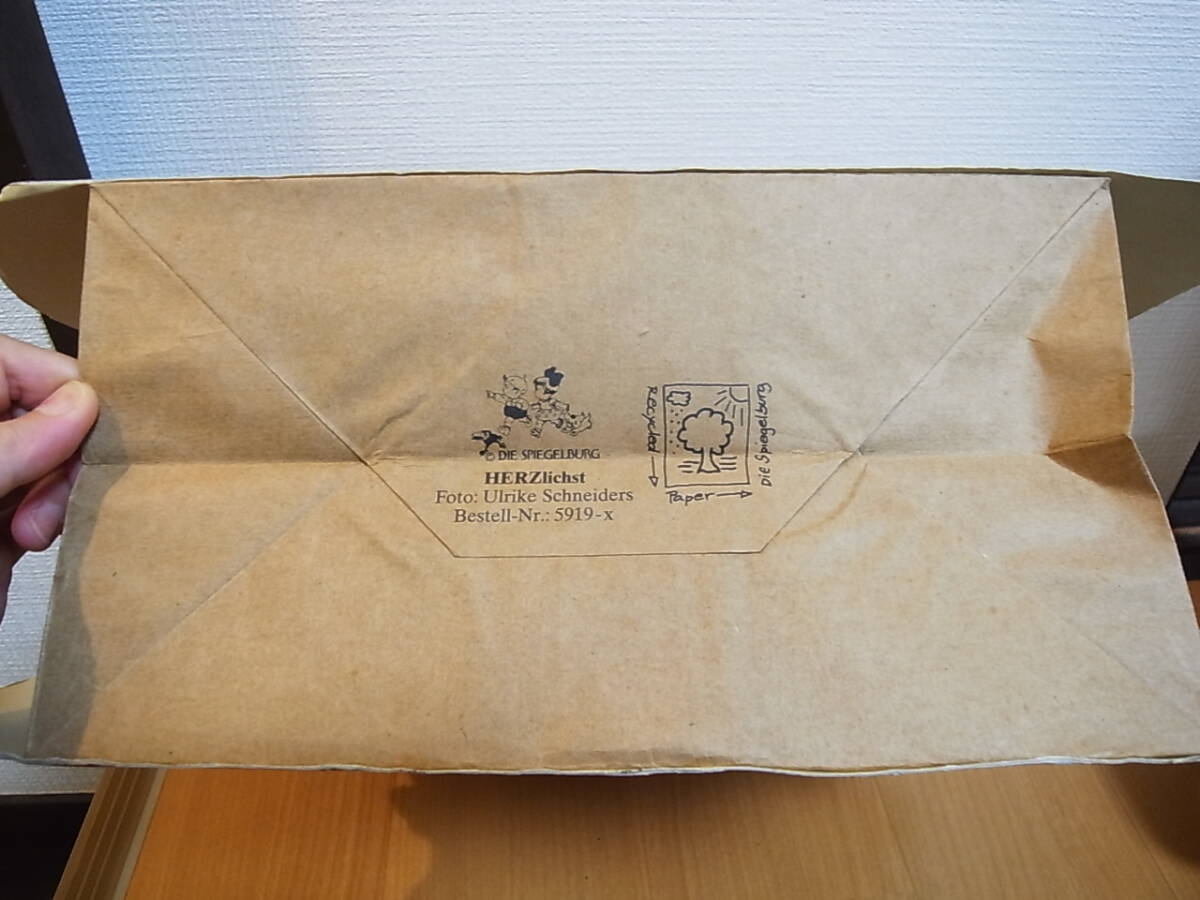 © DIE SPIEGELBURG
HERZlichst
Foto: Ulrike Schneiders
Bestell-Nr.: 5919-x
Recycled
Paper
Die Spiegelburg